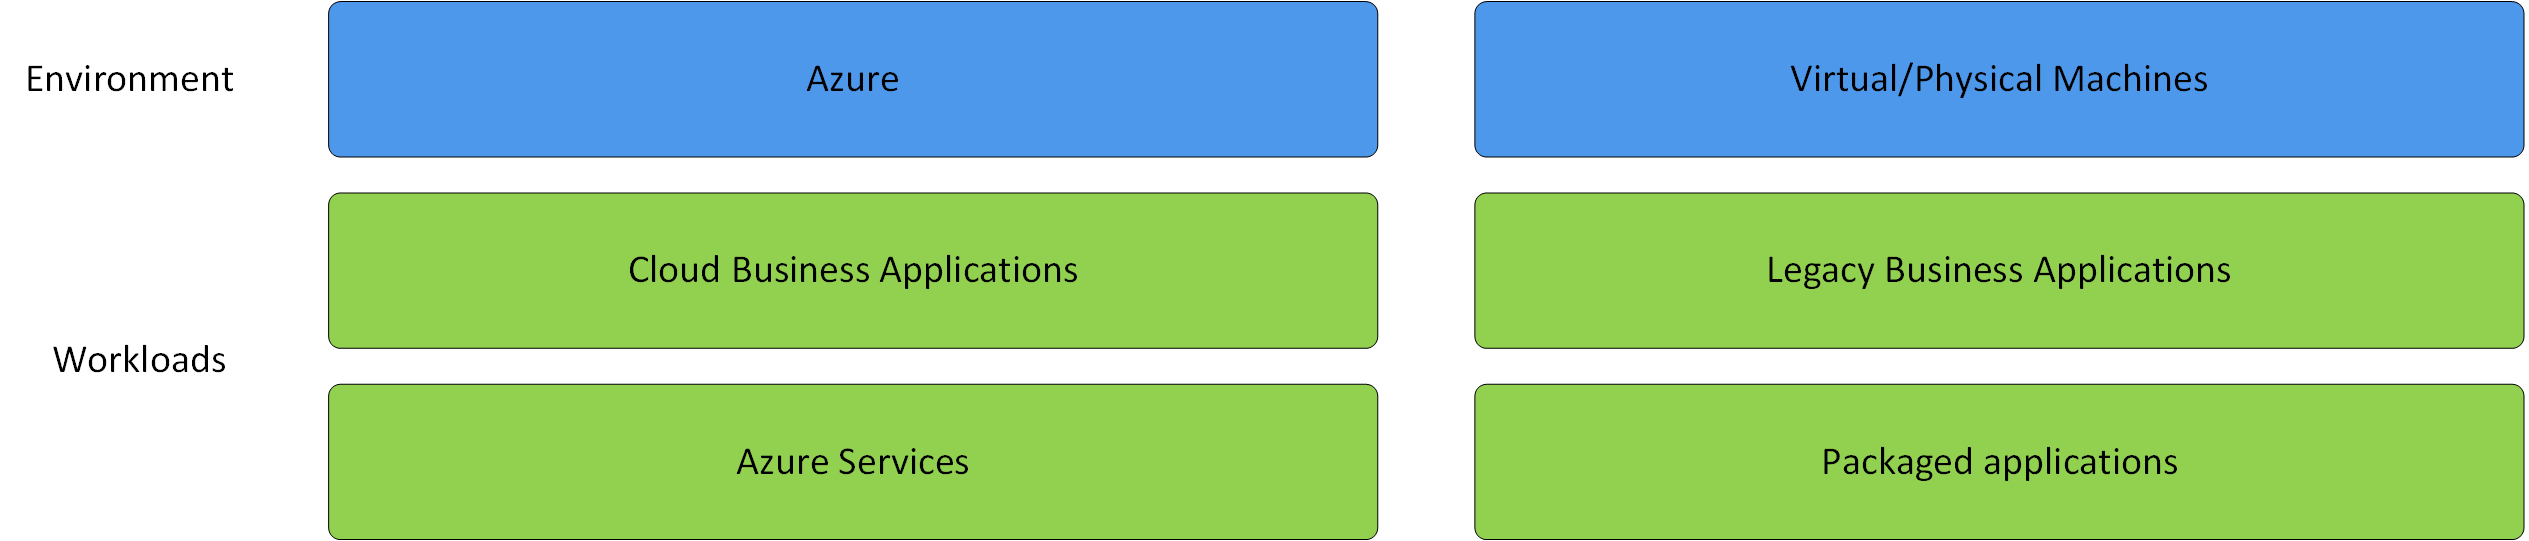 Environment
Azure
Virtual/Physical Machines
Cloud Business Applications
Legacy Business Applications
Workloads
Azure Services
Packaged applications